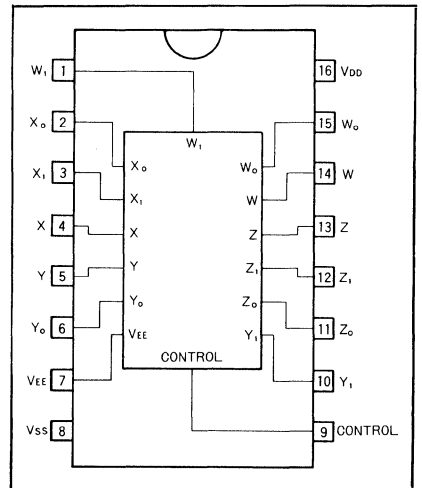 W₁ 1
16 VDD
X₀ 2
15 W₀
W₁
X₁ 3
X₀
W₀
14 W
X₁
W
X 4
X
Z
13 Z
Y 5
Y
Z₁
12 Z₁
Y₀ 6
Y₀
Z₀
11 Z₀
VEE
Y₁
CONTROL
VEE 7
10 Y₁
VSS 8
9 CONTROL